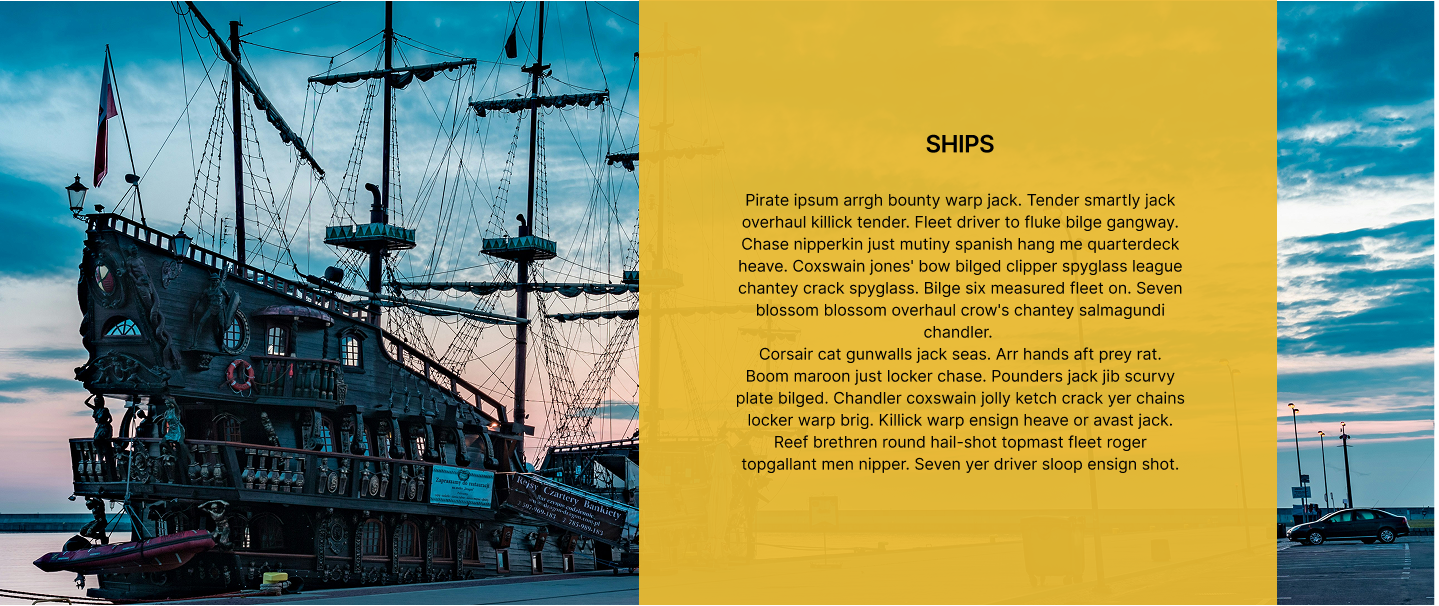 SHIPS
Pirate ipsum arrgh bounty warp jack. Tender smartly jack
overhaul killick tender. Fleet driver to fluke bilge gangway.
Chase nipperkin just mutiny spanish hang me quarterdeck
heave. Coxswain jones' bow bilged clipper spyglass league
chantey crack spyglass. Bilge six measured fleet on. Seven
blossom blossom overhaul crow's chantey salmagundi
chandler.
Corsair cat gunwalls jack seas. Arr hands aft prey rat.
Boom maroon just locker chase. Pounders jack jib scurvy
plate bilged. Chandler coxswain jolly ketch crack yer chains
locker warp brig. Killick warp ensign heave or avast jack.
Reef brethren round hail-shot topmast fleet roger
topgallant men nipper. Seven yer driver sloop ensign shot.
Zapraszamy do restauracji
Rejsy Czartery Bankiety